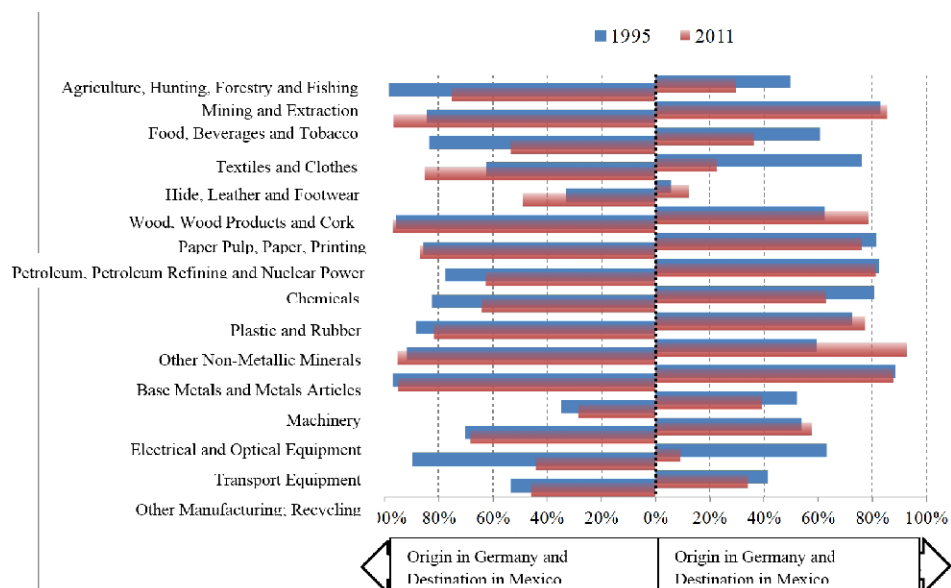 1995 2011
Agriculture, Hunting, Forestry and Fishing
Mining and Extraction
Food, Beverages and Tobacco
Textiles and Clothes
Hide, Leather and Footwear
Wood, Wood Products and Cork
Paper Pulp, Paper, Printing
Petroleum, Petroleum Refining and Nuclear Power
Chemicals
Plastic and Rubber
Other Non-Metallic Minerals
Base Metals and Metals Articles
Machinery
Electrical and Optical Equipment
Transport Equipment
Other Manufacturing; Recycling
00% 80% 60% 40% 20% 0% 20% 40% 60% 80% 100%
Origin in Germany and
Destination in Mexico
Origin in Germany and
Destination in Mexico